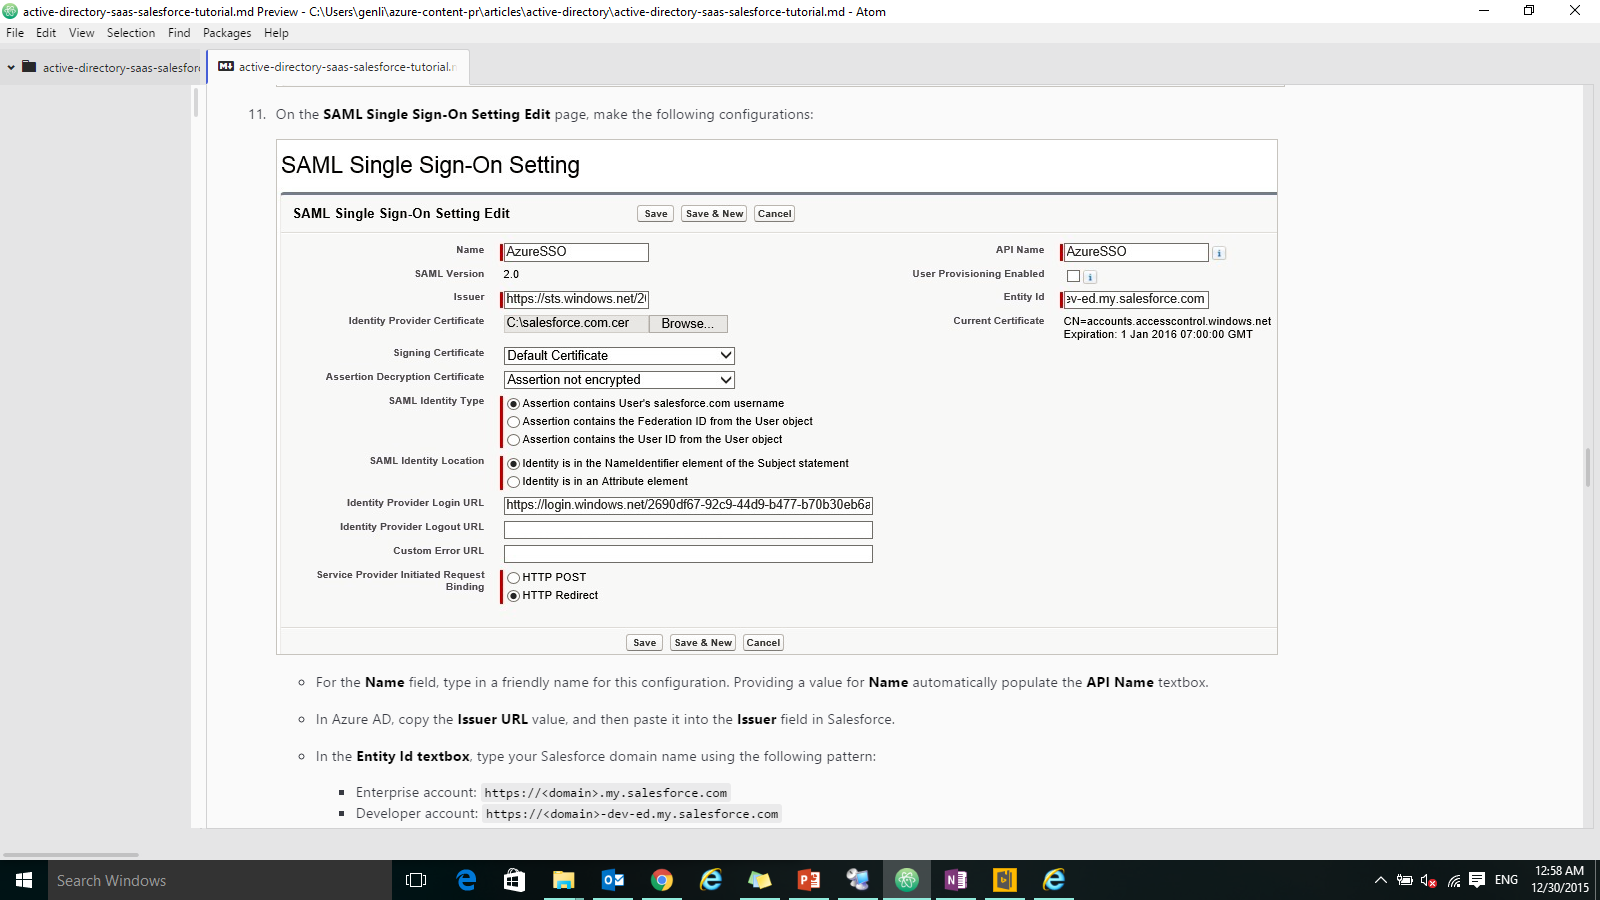 active-directory-saas-salesforce-tutorial.md Preview - C:\Users\genli\azure-content-pr\articles\active-directory\active-directory-saas-salesforce-tutorial.md - Atom
File Edit View Selection Find Packages Help
active-directory-saas-salesfor
active-directory-saas-salesforce-tutorial.
11. On the SAML Single Sign-On Setting Edit page, make the following configurations:
SAML Single Sign-On Setting
SAML Single Sign-On Setting Edit Save Save & New Cancel
Name AzureSSO API Name AzureSSO
SAML Version 2.0 User Provisioning Enabled
Issuer https://sts.windows.net/2 Entity Id ev-ed.my.salesforce.com
Identity Provider Certificate C:\salesforce.com.cer Browse... Current Certificate CN=accounts.accesscontrol.windows.net
Expiration: 1 Jan 2016 07:00:00 GMT
Signing Certificate Default Certificate
Assertion Decryption Certificate Assertion not encrypted
SAML Identity Type Assertion contains User's salesforce.com username
Assertion contains the Federation ID from the User object
Assertion contains the User ID from the User object
SAML Identity Location Identity is in the NameIdentifier element of the Subject statement
Identity is in an Attribute element
Identity Provider Login URL https://login.windows.net/2690df67-92c9-44d9-b477-b70b30eb6a
Identity Provider Logout URL
Custom Error URL
Service Provider Initiated Request HTTP POST
Binding HTTP Redirect
Save Save & New Cancel
For the Name field, type in a friendly name for this configuration. Providing a value for Name automatically populate the API Name textbox.
In Azure AD, copy the Issuer URL value, and then paste it into the Issuer field in Salesforce.
In the Entity Id textbox, type your Salesforce domain name using the following pattern:
Enterprise account: https://<domain>.my.salesforce.com
Developer account: https://<domain>-dev-ed.my.salesforce.com
Search Windows ENG 12:58 AM
12/30/2015